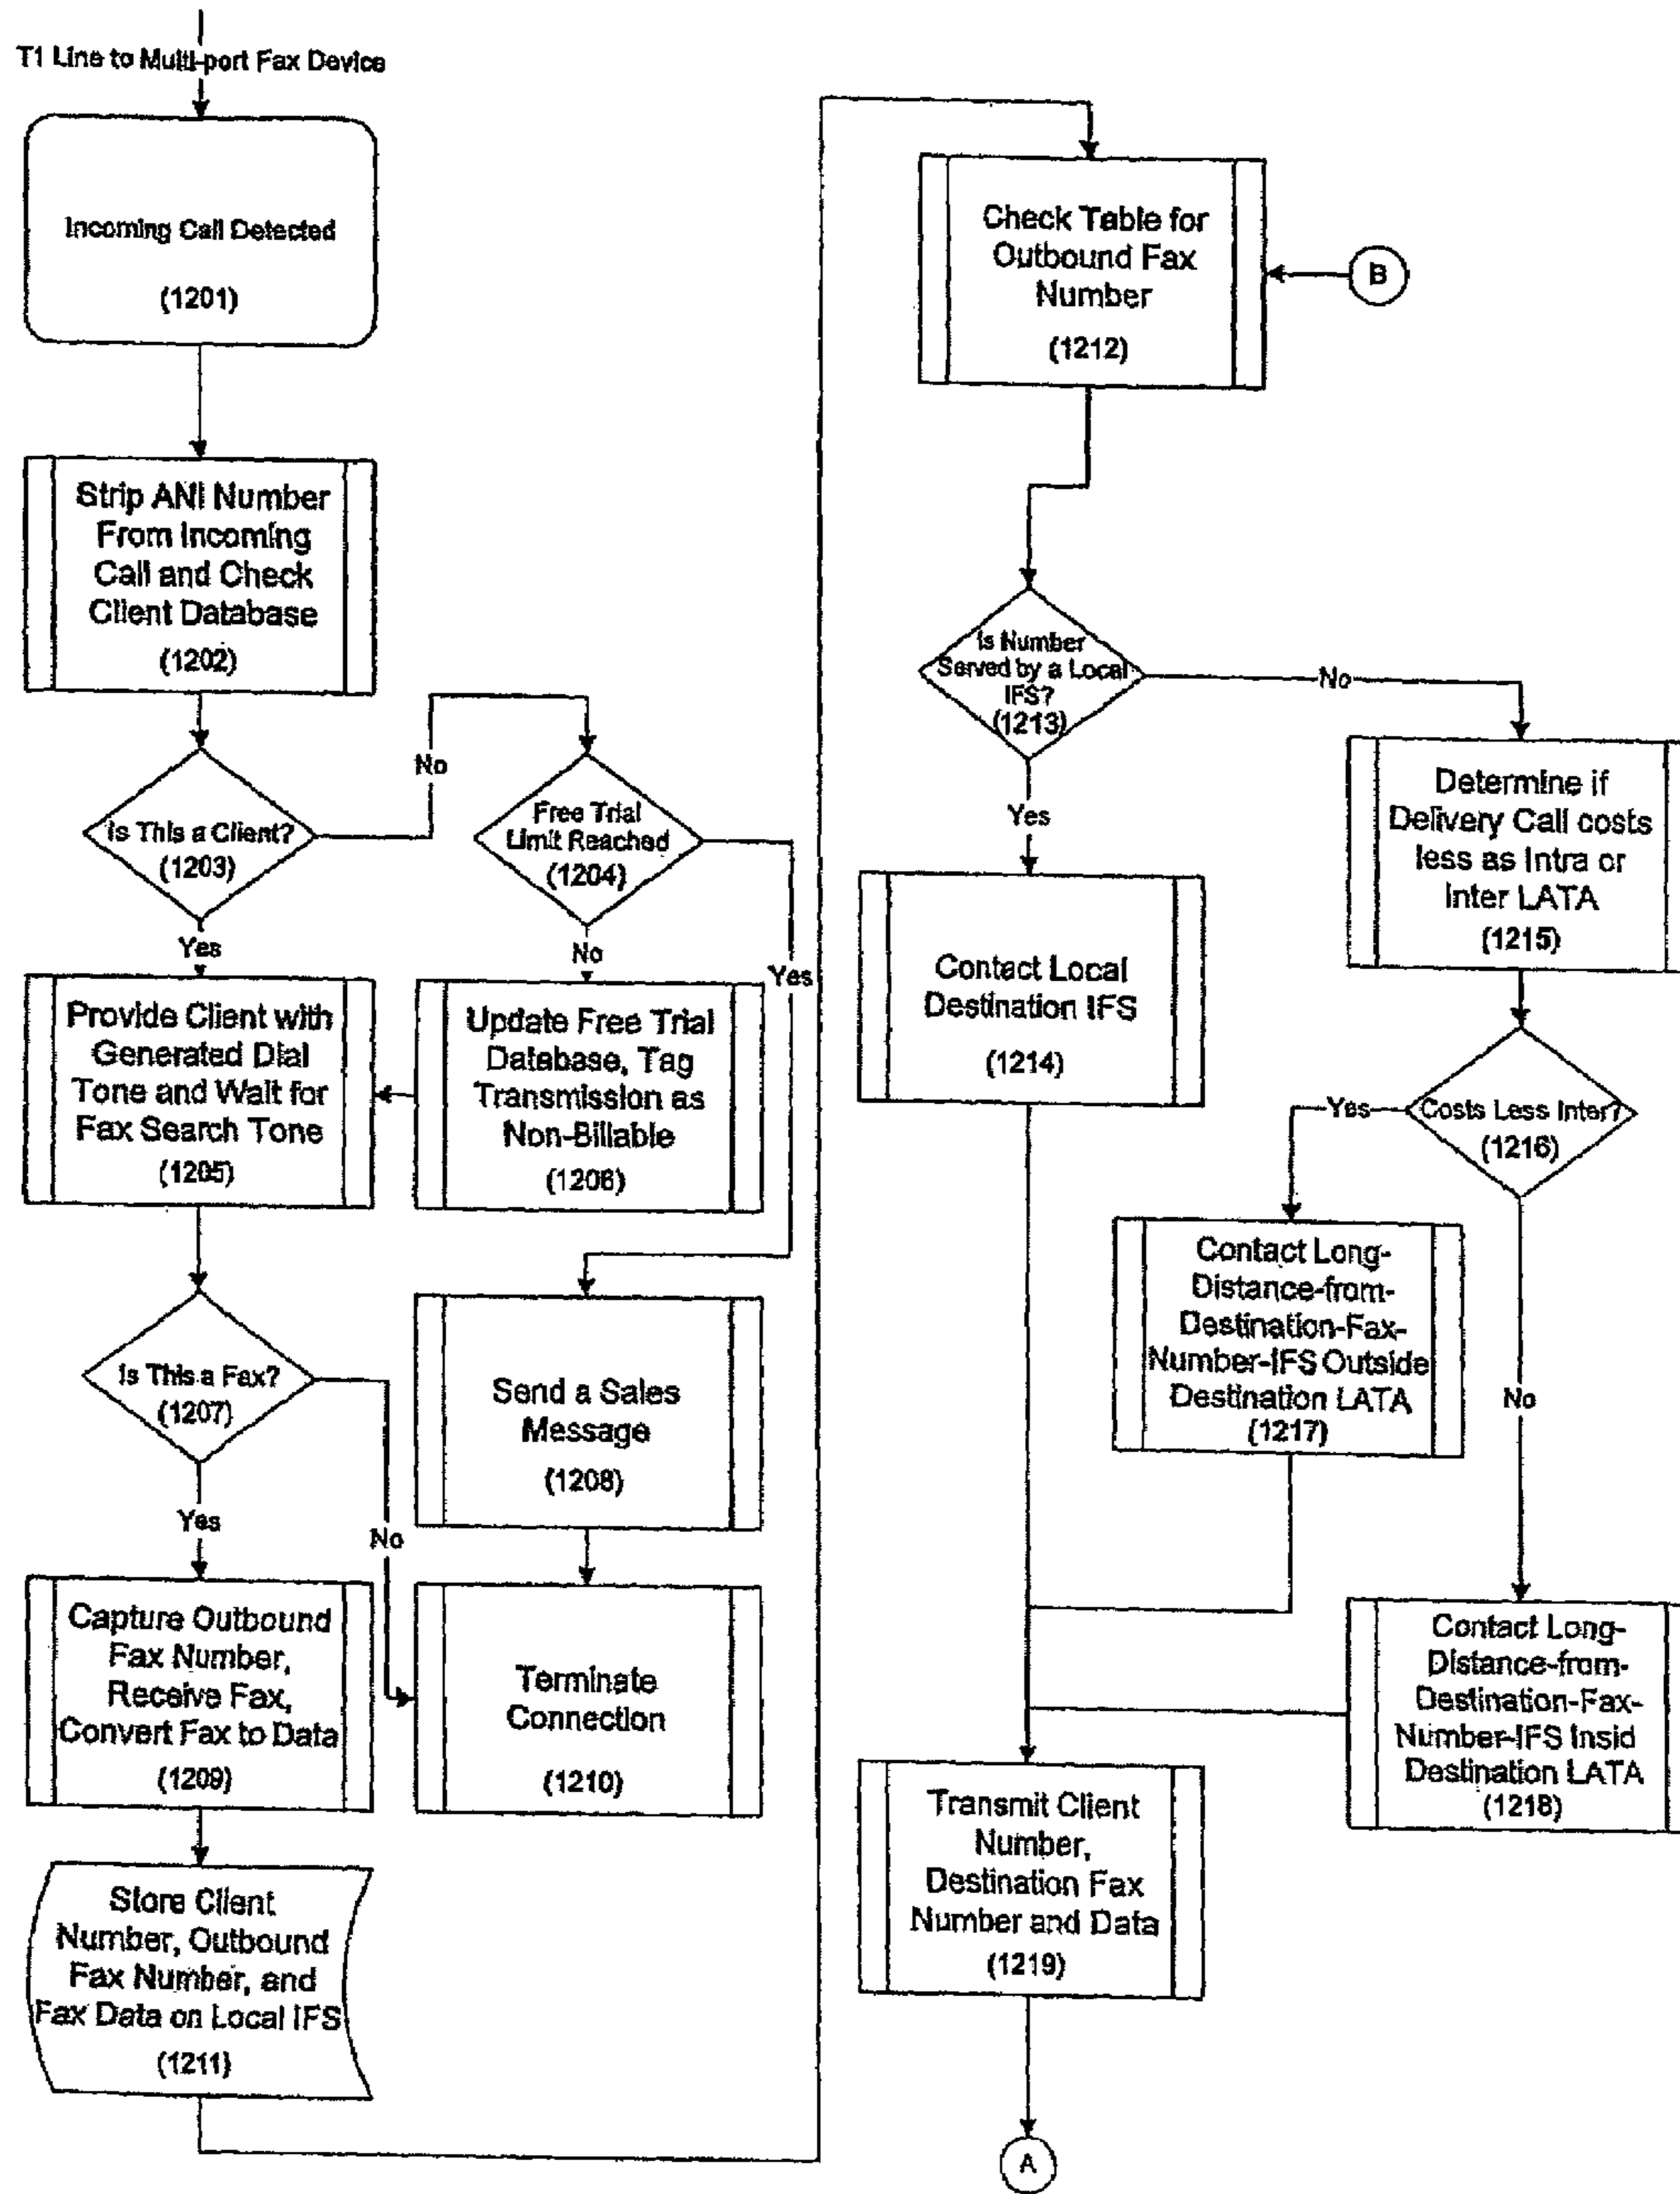 T1 Line to Multi-port Fax Device
Incoming Call Detected
(1201)
Strip ANI Number
From Incoming
Call and Check
Client Database
(1202)
Is This a Client?
(1203)
No
Yes
Free Trial
Limit Reached
(1204)
No
Yes
Provide Client with
Generated Dial
Tone and Wait for
Fax Search Tone
(1205)
Update Free Trial
Database, Tag
Transmission as
Non-Billable
(1206)
Is This a Fax?
(1207)
Yes
No
Send a Sales
Message
(1208)
Capture Outbound
Fax Number,
Receive Fax,
Convert Fax to Data
(1209)
Terminate
Connection
(1210)
Store Client
Number, Outbound
Fax Number, and
Fax Data on Local IFS
(1211)
Check Table for
Outbound Fax
Number
(1212)
B
Is Number
Served by a Local
IFS?
(1213)
No
Yes
Contact Local
Destination IFS
(1214)
Determine if
Delivery Call costs
less as Intra or
Inter LATA
(1215)
Costs Less Inter?
(1216)
Yes
No
Contact Long-
Distance-from-
Destination-Fax-
Number-IFS Outside
Destination LATA
(1217)
Contact Long-
Distance-from-
Destination-Fax-
Number-IFS Insid
Destination LATA
(1218)
Transmit Client
Number,
Destination Fax
Number and Data
(1219)
A